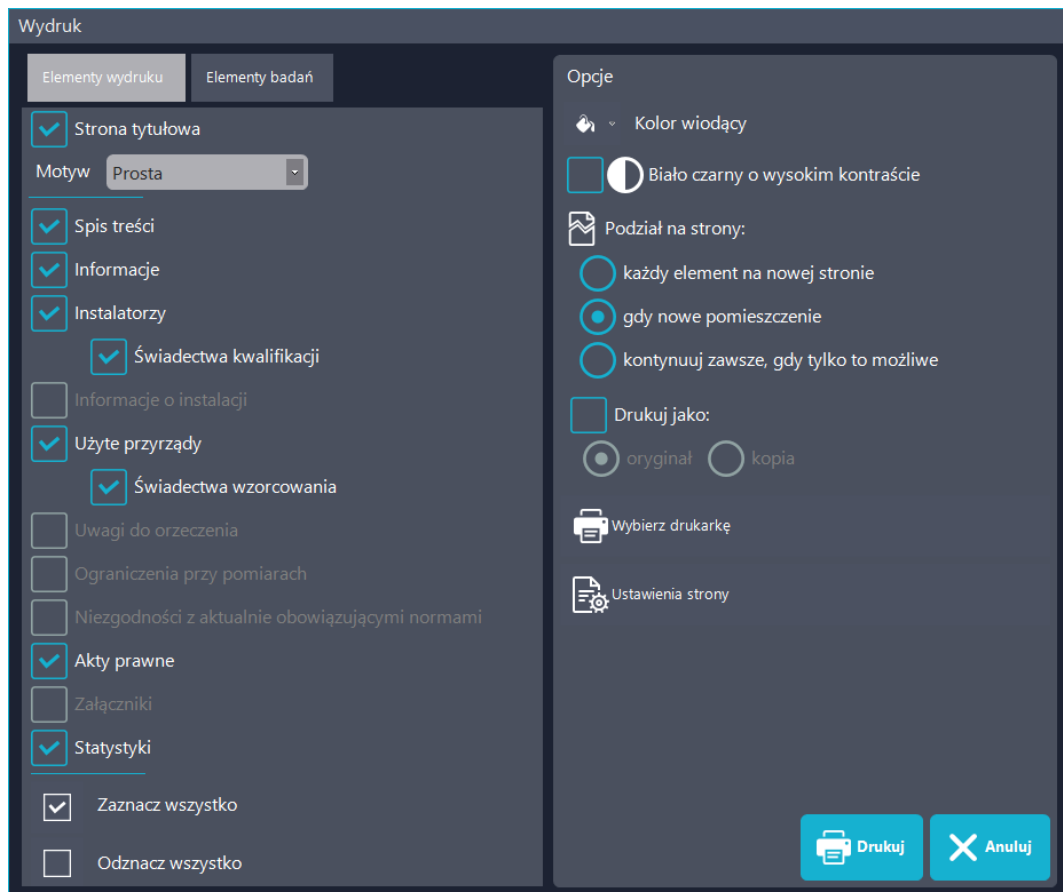 Wydruk
Elementy wydruku
Elementy badań
Strona tytułowa
Motyw Prosta
Spis treści
Informacje
Instalatorzy
Świadectwa kwalifikacji
Informacje o instalacji
Użyte przyrządy
Świadectwa wzorcowania
Uwagi do orzeczenia
Ograniczenia przy pomiarach
Niezgodności z aktualnie obowiązującymi normami
Akty prawne
Załączniki
Statystyki
Zaznacz wszystko
Odznacz wszystko
Opcje
Kolor wiodący
Biało czarny o wysokim kontraście
Podział na strony:
każdy element na nowej stronie
gdy nowe pomieszczenie
kontynuuj zawsze, gdy tylko to możliwe
Drukuj jako:
oryginał kopia
Wybierz drukarkę
Ustawienia strony
Drukuj
Anuluj